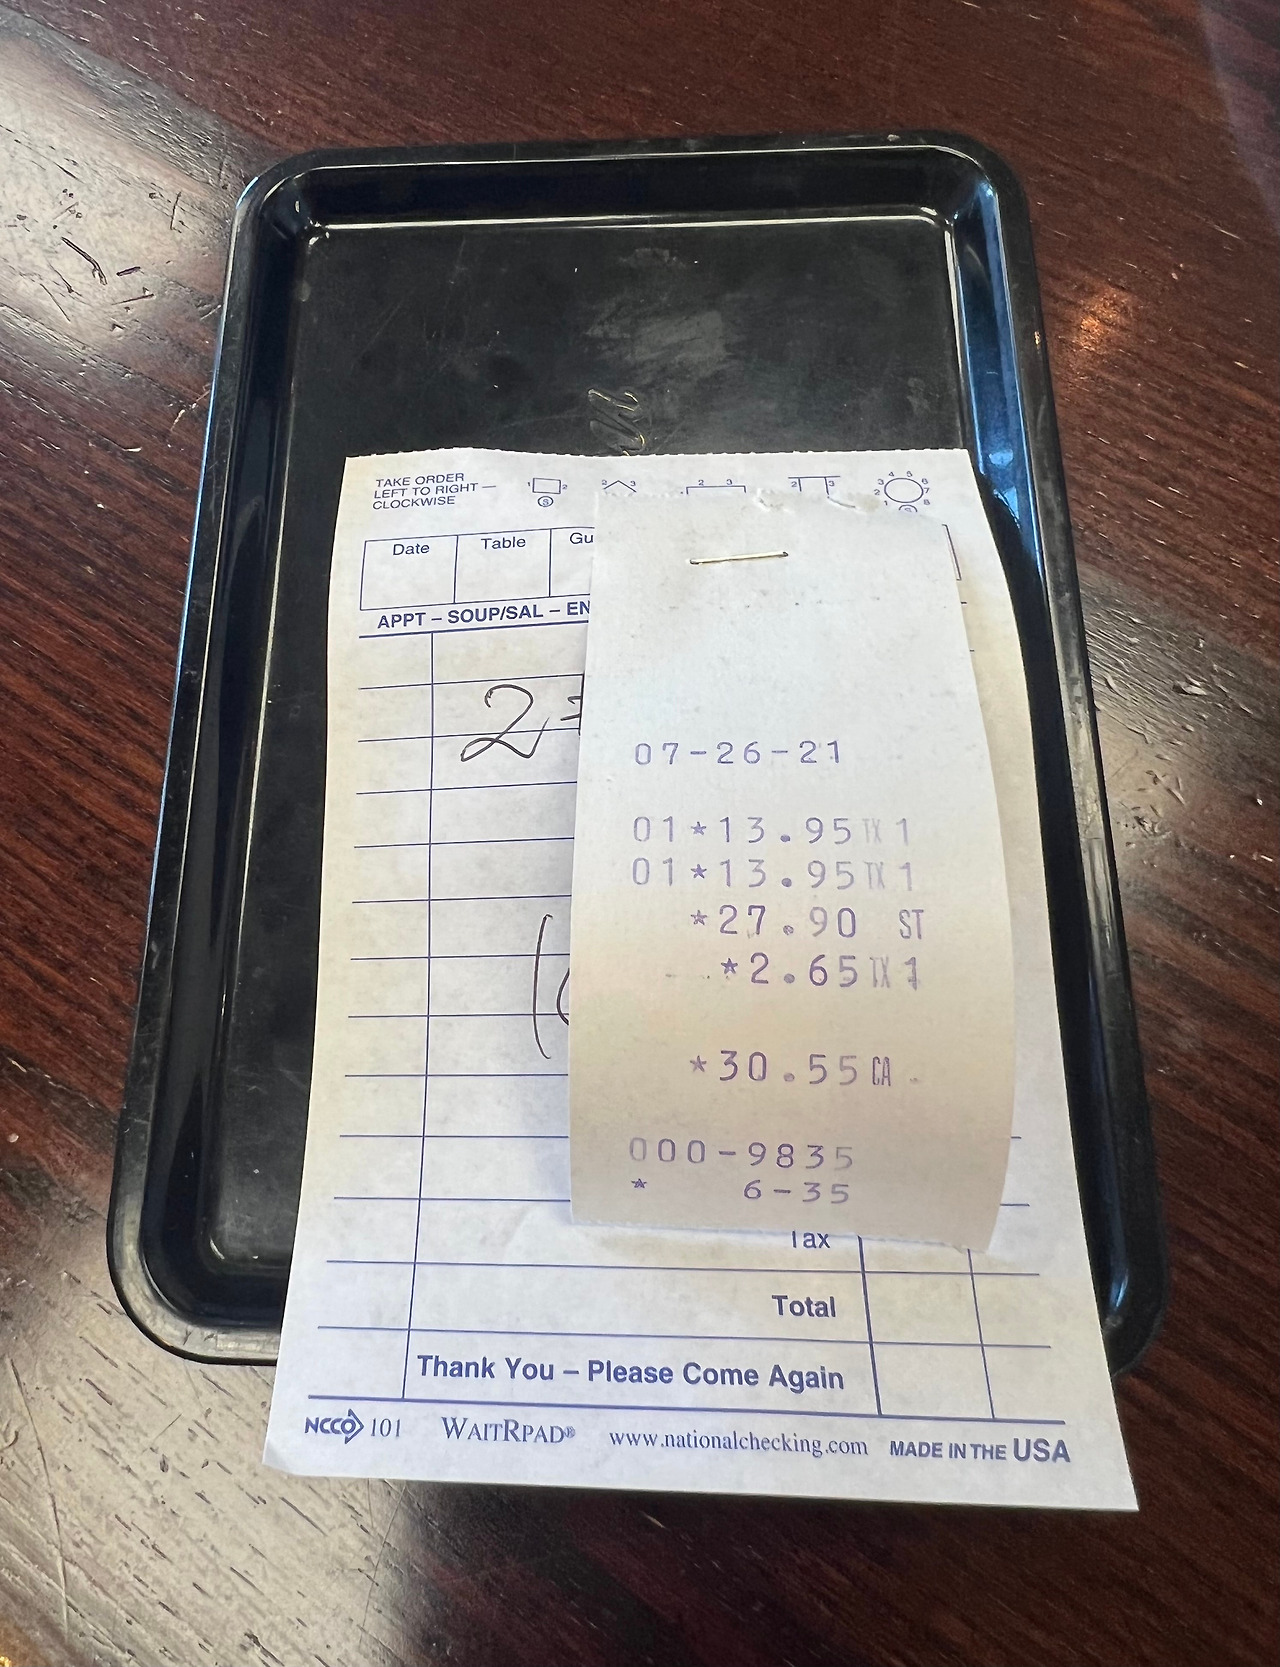 TAKE ORDER
LEFT TO RIGHT —
CLOCKWISE
Date Table
APPT – SOUP/SAL –
2
07-26-21
01*13.95TX1
01*13.95TX1
*27.90 ST
*2.65TX1
*30.55CA
000-9835
* 6-35
Tax
Total
Thank You – Please Come Again
NCCO 101 WAITRPAD® www.nationalchecking.com MADE IN THE USA